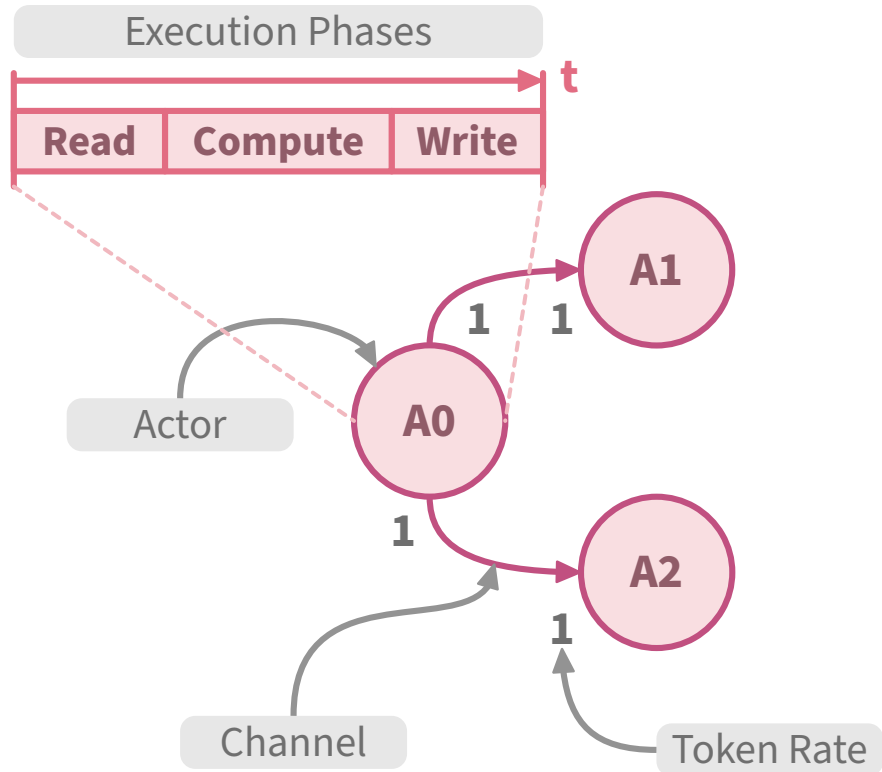 Execution Phases
t
Read Compute Write
A1
1 1
Actor
A0
1
A2
1
Channel
Token Rate